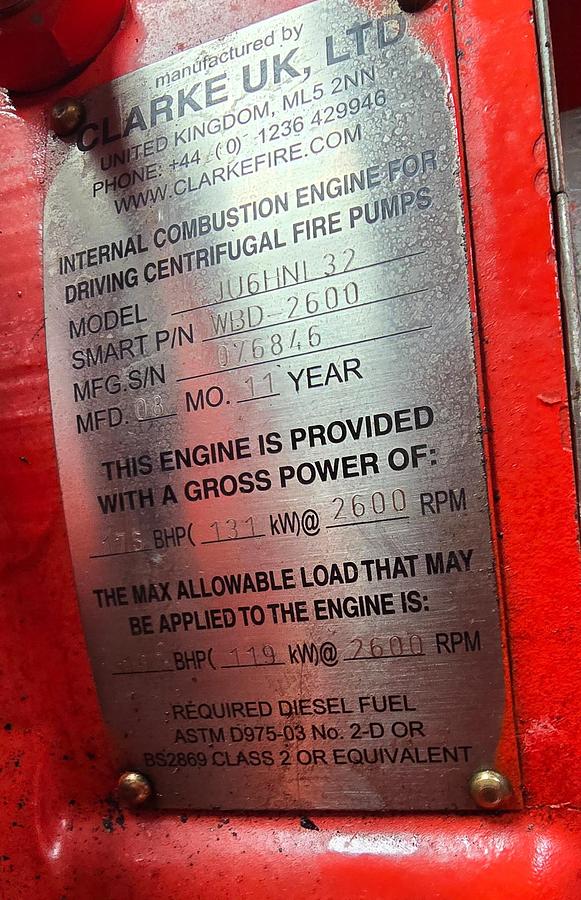 manufactured by
CLARKE UK, LTD
UNITED KINGDOM, ML5 2NN
PHONE: +44 (0) 1236 429946
WWW.CLARKEFIRE.COM
INTERNAL COMBUSTION ENGINE FOR
DRIVING CENTRIFUGAL FIRE PUMPS
MODEL JU6HNL32
SMART P/N WBD-2600
MFG.S/N 076846
MFD. 08 MO. 11 YEAR
THIS ENGINE IS PROVIDED
WITH A GROSS POWER OF:
175 BHP( 131 kW)@ 2600 RPM
THE MAX ALLOWABLE LOAD THAT MAY
BE APPLIED TO THE ENGINE IS:
BHP( 119 kW)@ 2600 RPM
REQUIRED DIESEL FUEL
ASTM D975-03 No. 2-D OR
BS2869 CLASS 2 OR EQUIVALENT